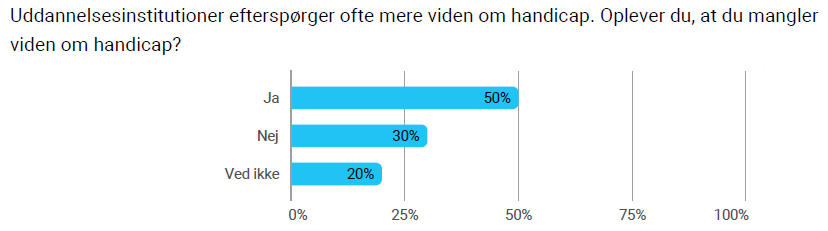 Uddannelsesinstitutioner efterspørger ofte mere viden om handicap. Oplever du, at du mangler
viden om handicap?
Ja 50%
Nej 30%
Ved ikke 20%
0% 25% 50% 75% 100%